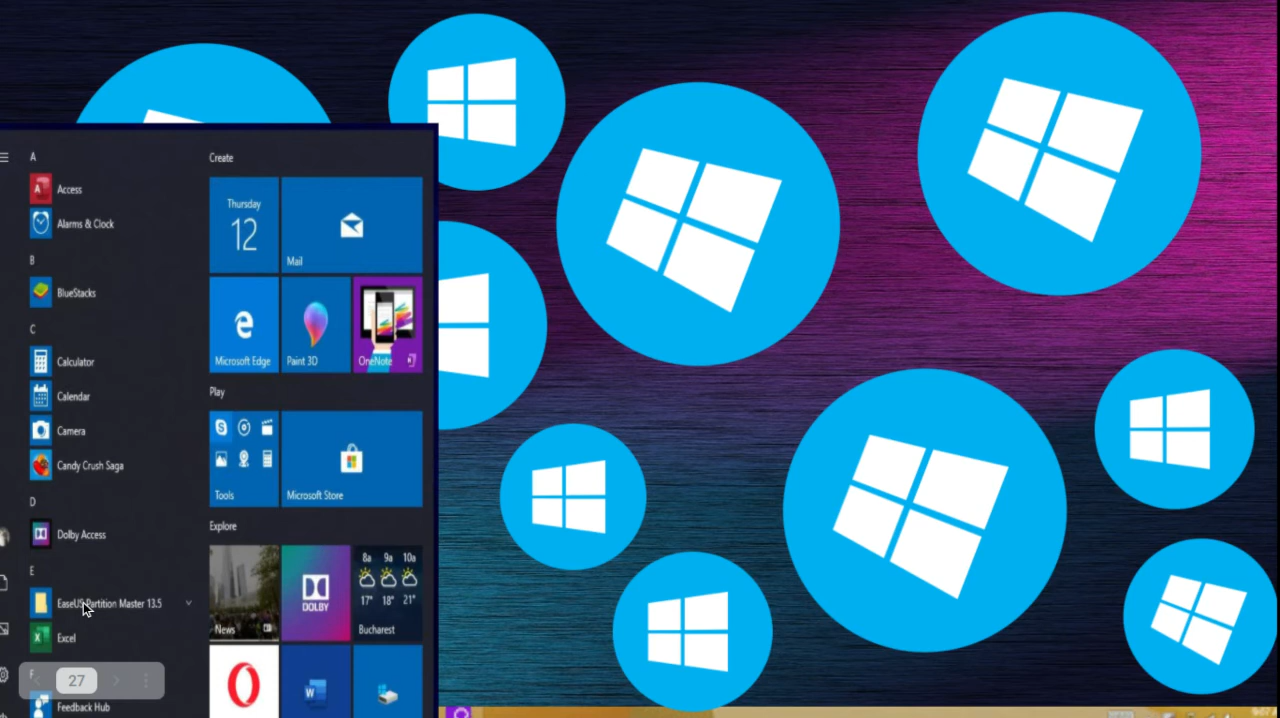 A
Access
Alarms & Clock
B
BlueStacks
C
Calculator
Calendar
Camera
Candy Crush Saga
D
Dolby Access
E
EaseUS Partition Master 13.5
Excel
F
Feedback Hub
27
Create
Thursday
12
Mail
Microsoft Edge
Paint 3D
OneNote
Play
Tools
Microsoft Store
Explore
News
DOLBY
8a 9a 10a
17° 18° 21°
Bucharest